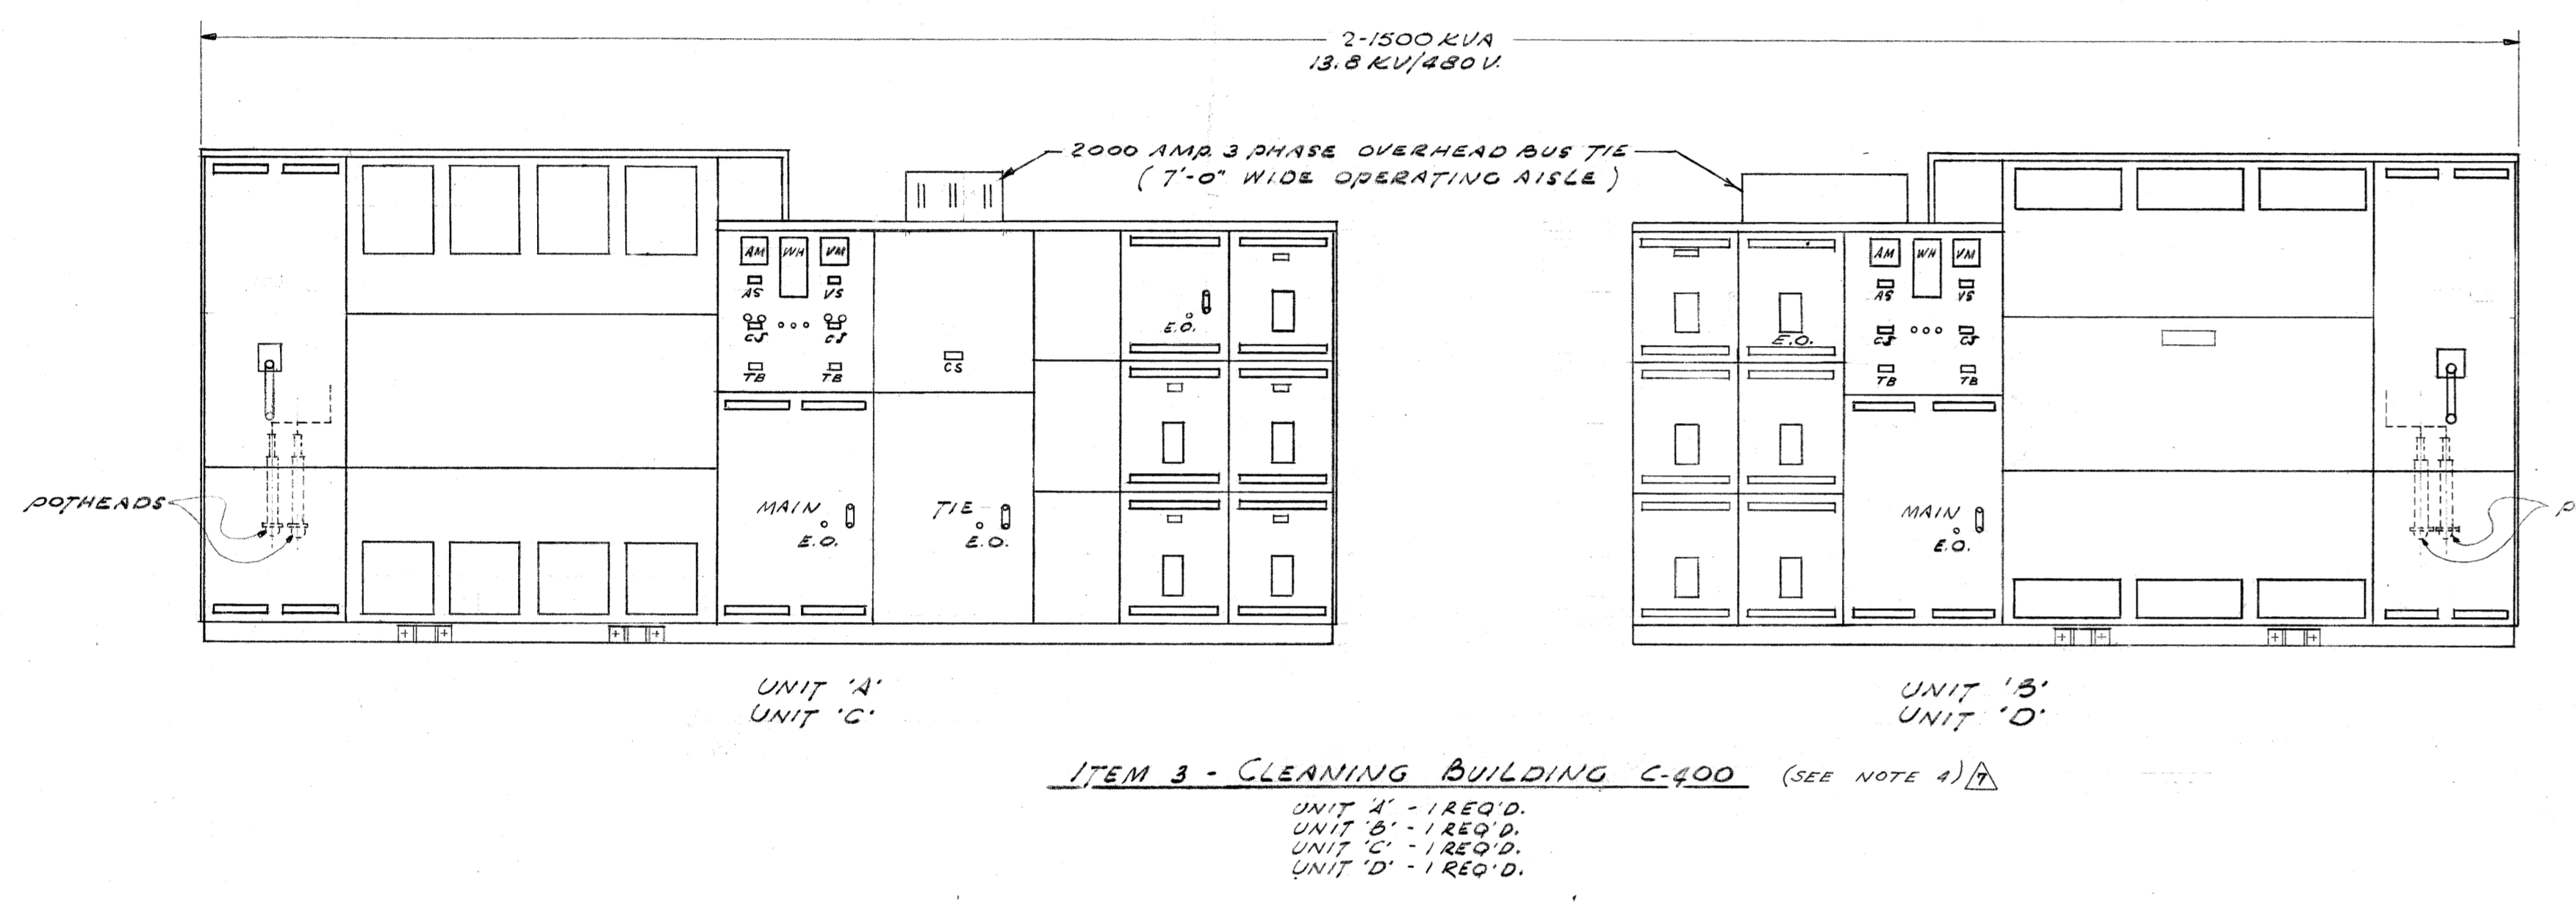 2-1500 KVA
13.8 KV/480 V.
2000 AMP. 3 PHASE OVERHEAD BUS TIE
( 7'-0" WIDE OPERATING AISLE )
AM WH VM
AS VS
CS CS
TB TB
CS
E.O.
MAIN
E.O.
TIE
E.O.
POTHEADS
E.O.
AM WH VM
AS VS
CS CS
TB TB
MAIN
E.O.
P
UNIT 'A'
UNIT 'C'
UNIT 'B'
UNIT 'D'
ITEM 3 - CLEANING BUILDING C-400 (SEE NOTE 4) 7
UNIT 'A' - 1 REQ'D.
UNIT 'B' - 1 REQ'D.
UNIT 'C' - 1 REQ'D.
UNIT 'D' - 1 REQ'D.